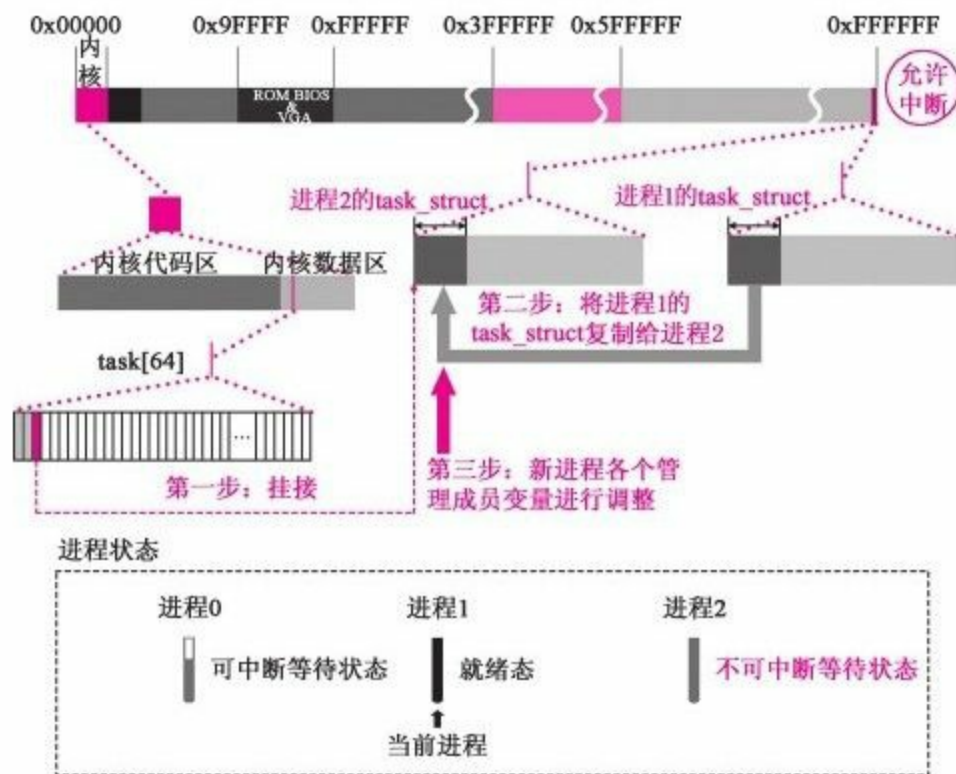 0x00000 0x9FFFF 0xFFFFF 0x3FFFFF 0x5FFFFF 0xFFFFFF
内核
允许
中断
ROM BIOS
&
VGA
进程2的task_struct
进程1的task_struct
内核代码区 内核数据区
第二步：将进程1的
task_struct复制给进程2
task[64]
...
第一步：挂接
第三步：新进程各个管
理成员变量进行调整
进程状态
进程0 进程1 进程2
可中断等待状态 就绪态 不可中断等待状态
当前进程